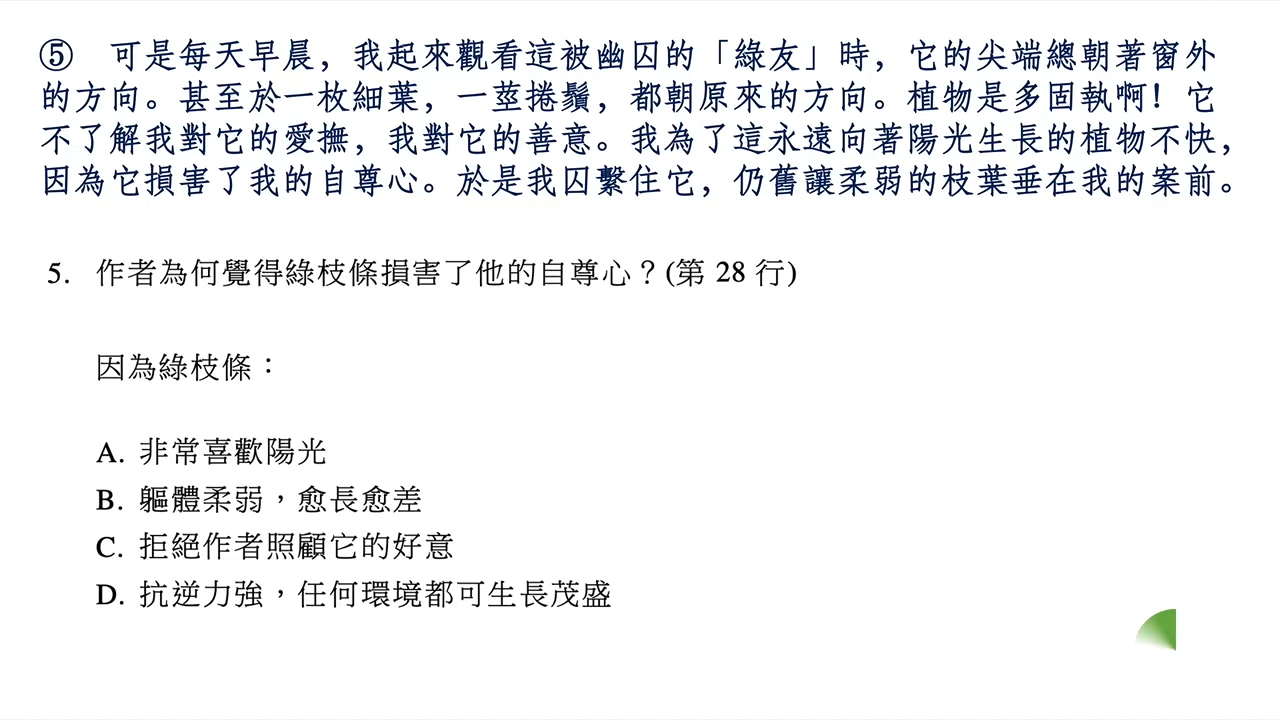 ⑤　可是每天早晨，我起來觀看這被幽囚的「綠友」時，它的尖端總朝著窗外
的方向。甚至於一枚細葉，一莖捲鬚，都朝原來的方向。植物是多固執啊！它
不了解我對它的愛撫，我對它的善意。我為了這永遠向著陽光生長的植物不快，
因為它損害了我的自尊心。於是我囚繫住它，仍舊讓柔弱的枝葉垂在我的案前。
5. 作者為何覺得綠枝條損害了他的自尊心？(第 28 行)
因為綠枝條：
A. 非常喜歡陽光
B. 軀體柔弱，愈長愈差
C. 拒絕作者照顧它的好意
D. 抗逆力強，任何環境都可生長茂盛